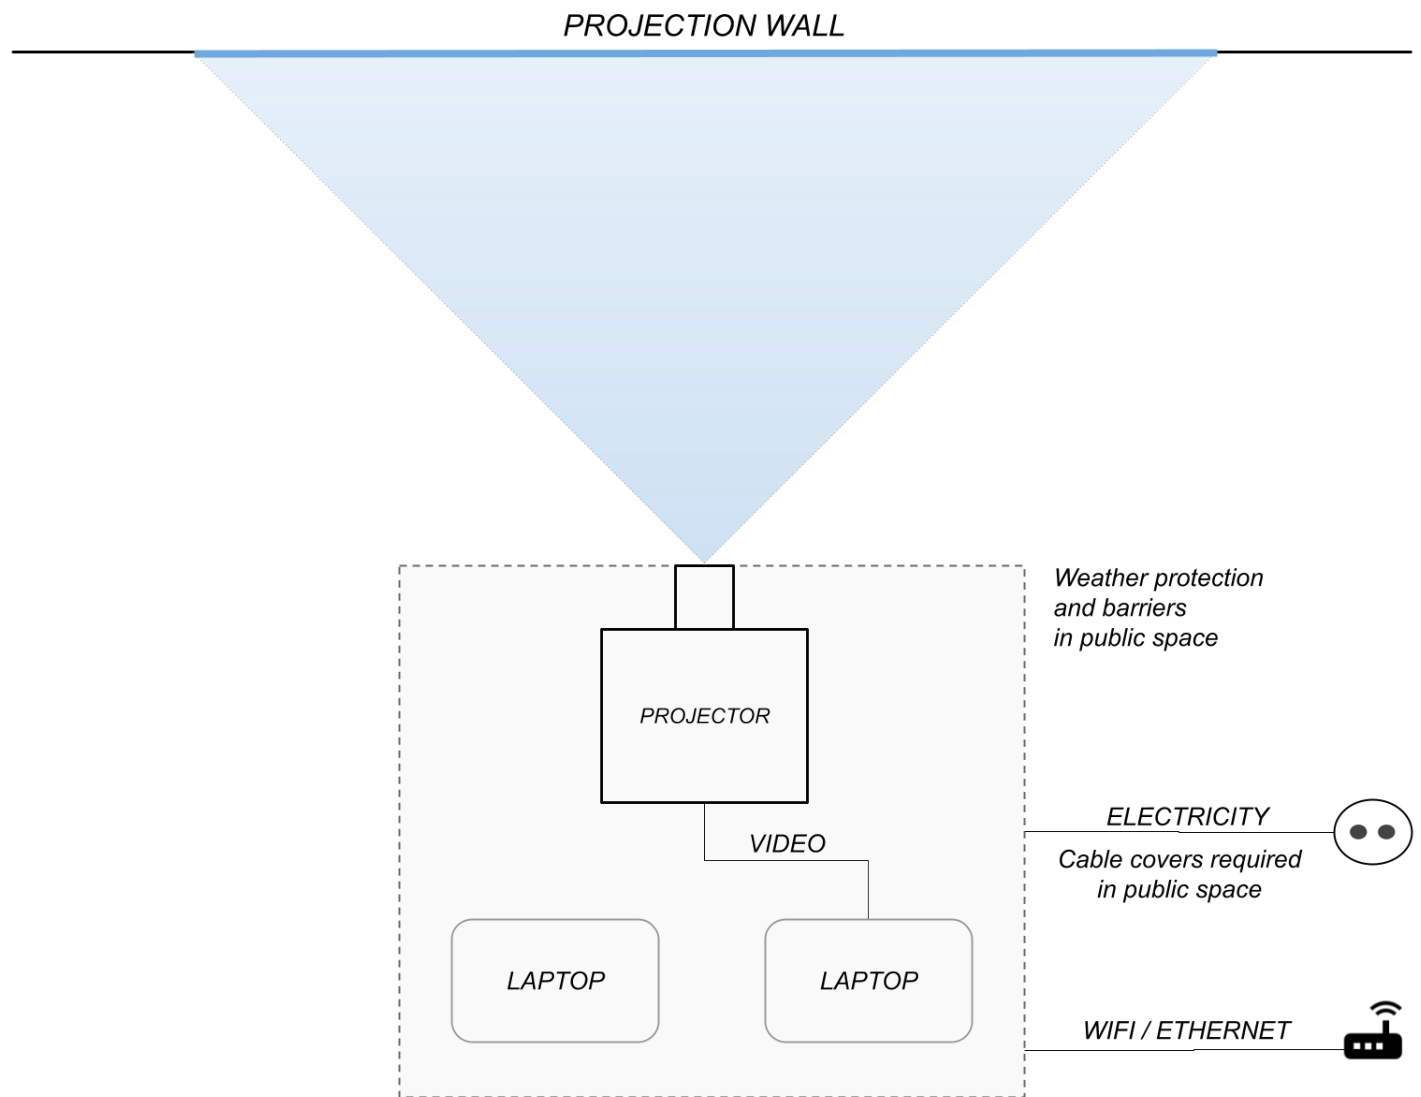 PROJECTION WALL
Weather protection
and barriers
in public space
PROJECTOR
ELECTRICITY
VIDEO
Cable covers required
in public space
LAPTOP
LAPTOP
WIFI / ETHERNET